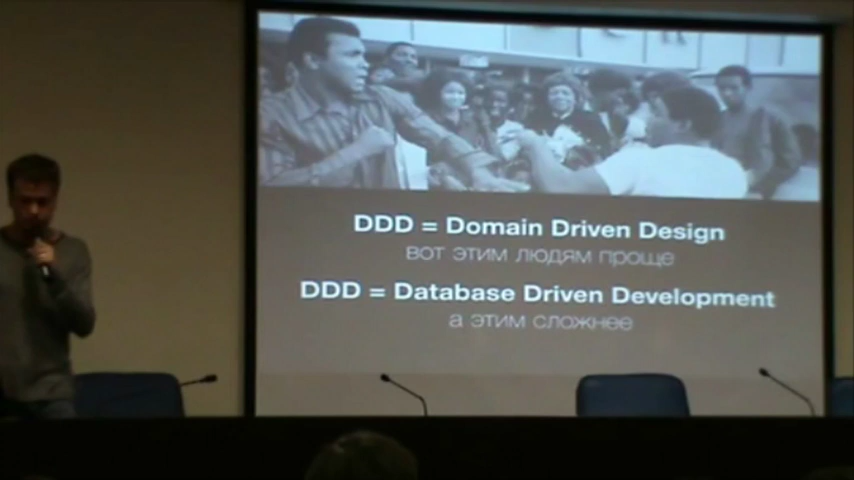 DDD = Domain Driven Design
вот этим людям проще
DDD = Database Driven Development
а этим сложнее